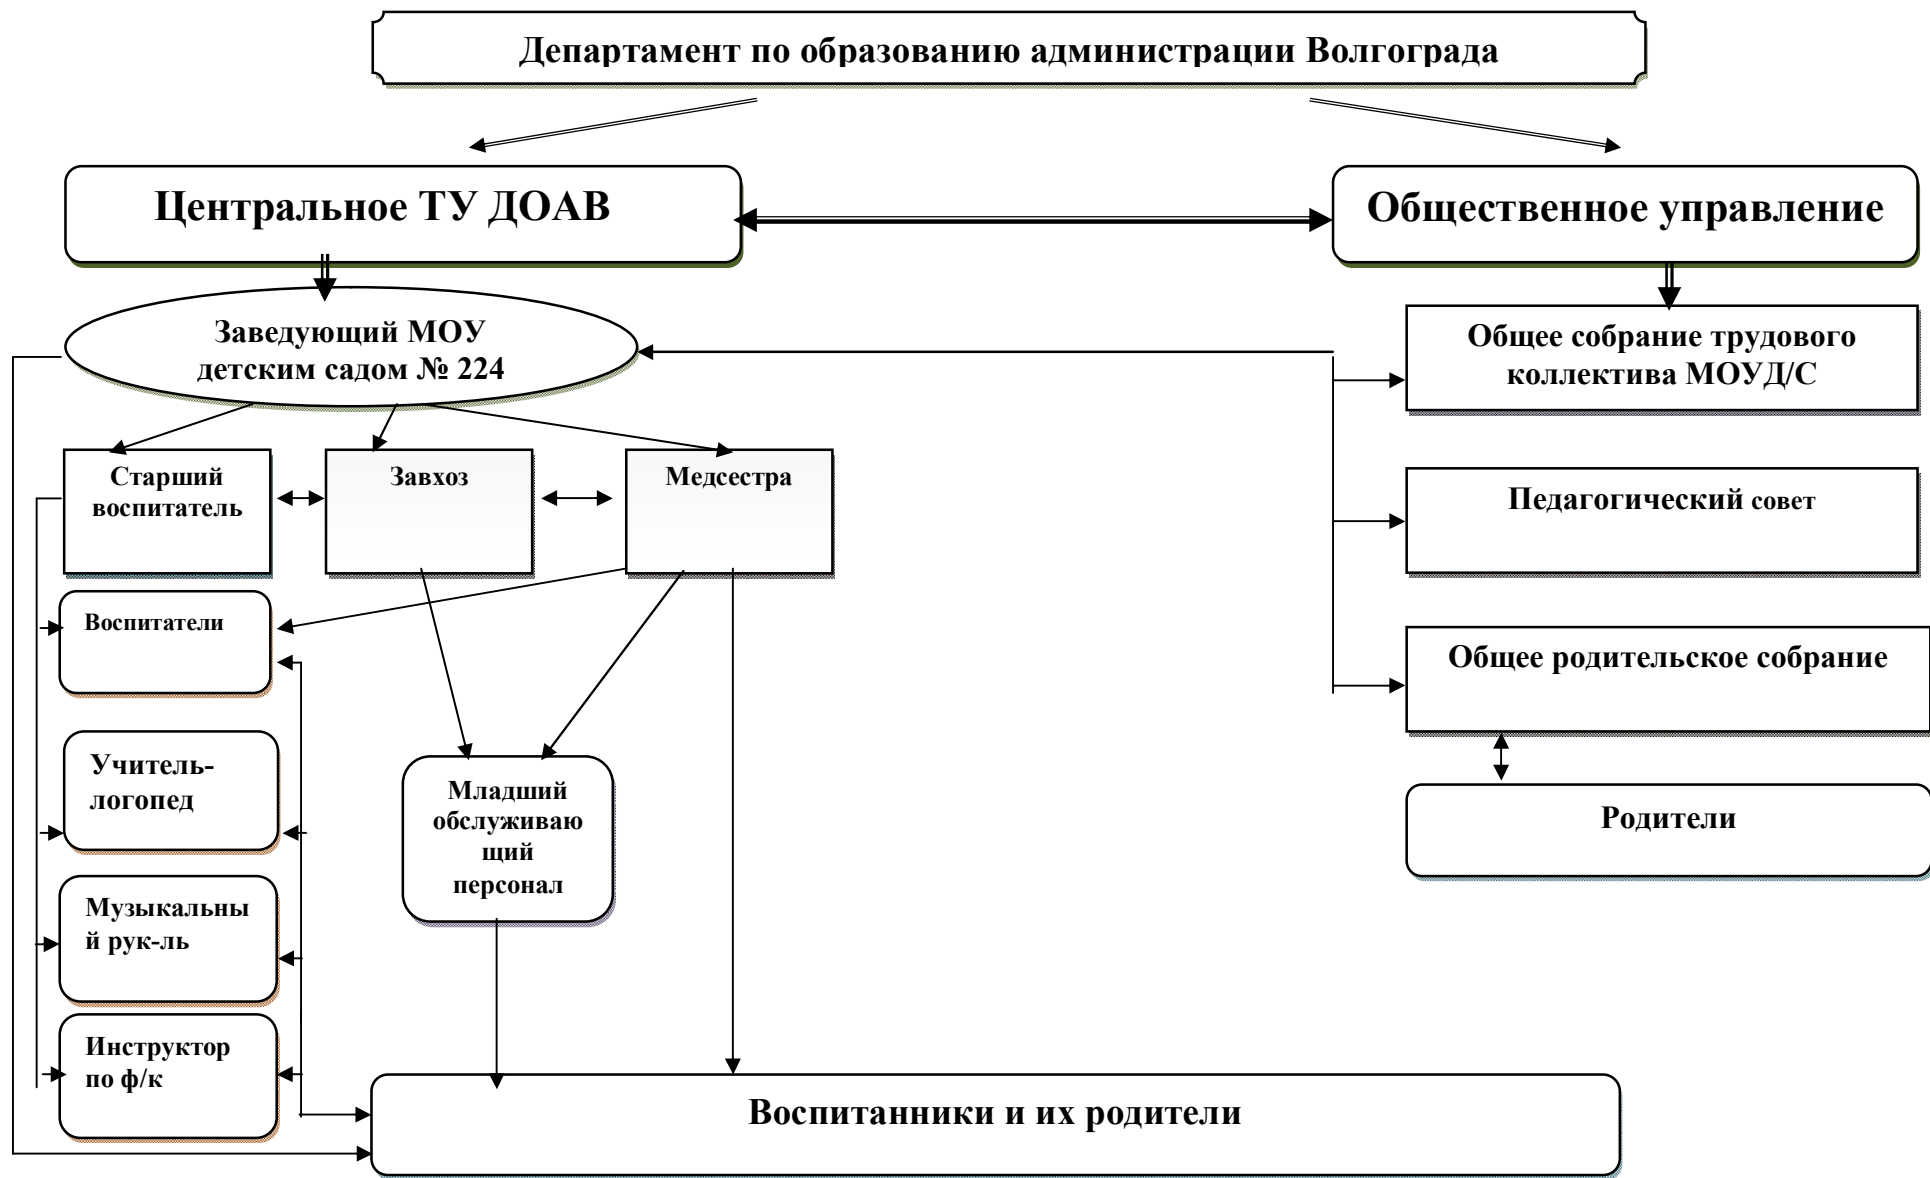 Департамент по образованию администрации Волгограда
Центральное ТУ ДОАВ
Общественное управление
Заведующий МОУ
детским садом № 224
Общее собрание трудового
коллектива МОУД/С
Старший
воспитатель
Завхоз
Медсестра
Педагогический совет
Воспитатели
Общее родительское собрание
Учитель-
логопед
Младший
обслуживаю
щий
персонал
Родители
Музыкальны
й рук-ль
Инструктор
по ф/к
Воспитанники и их родители